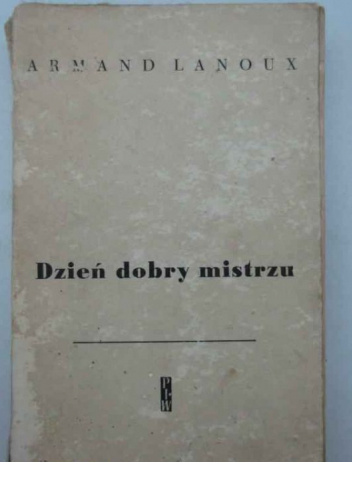 ARMAND LANOUX
Dzień dobry mistrzu
PIW